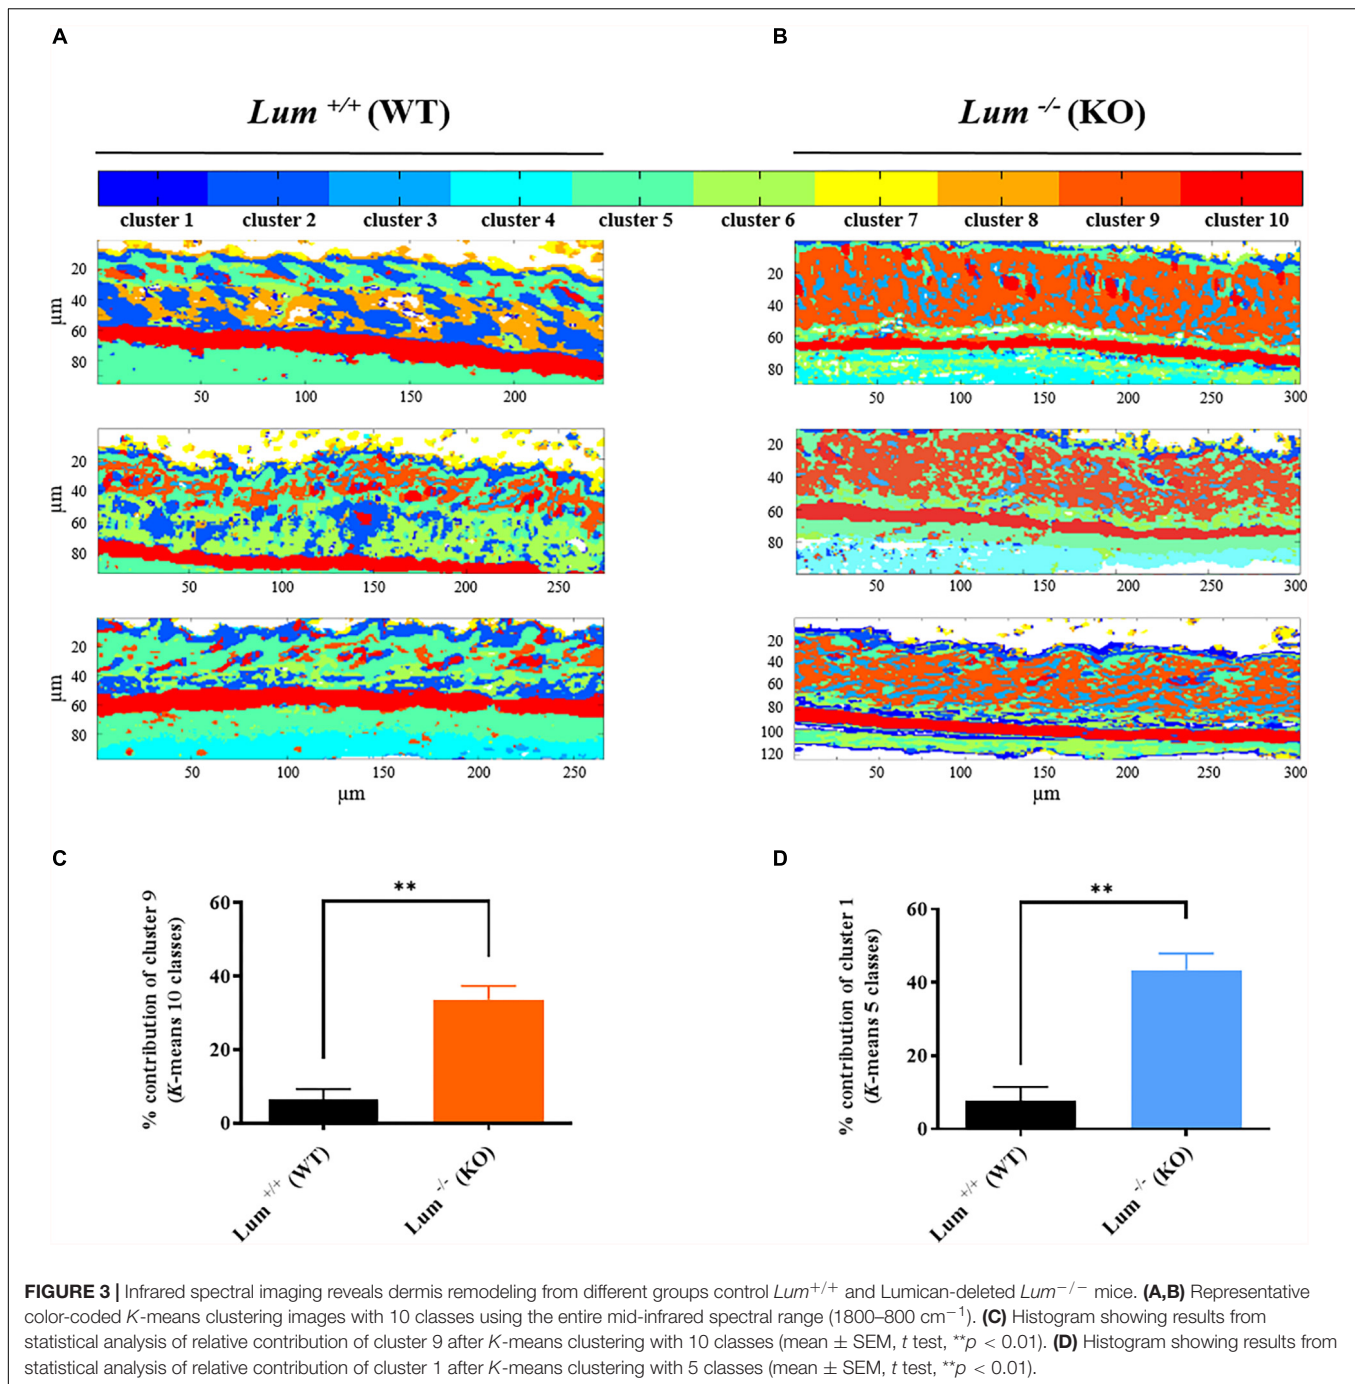 A
B
Lum +/+ (WT)
Lum -/- (KO)
cluster 1 cluster 2 cluster 3 cluster 4 cluster 5 cluster 6 cluster 7 cluster 8 cluster 9 cluster 10
20
40
60
80
µm
50 100 150 200
20
40
60
80
50 100 150 200 250 300
20
40
60
80
µm
50 100 150 200 250
20
40
60
80
50 100 150 200 250 300
20
40
60
80
µm
50 100 150 200 250
µm
20
40
60
80
100
120
50 100 150 200 250 300
µm
C
% contribution of cluster 9
(K-means 10 classes)
60
40
20
0
**
Lum +/+ (WT)
Lum -/- (KO)
D
% contribution of cluster 1
(K-means 5 classes)
60
40
20
0
**
Lum +/+ (WT)
Lum -/- (KO)
FIGURE 3 | Infrared spectral imaging reveals dermis remodeling from different groups control Lum+/+ and Lumican-deleted Lum−/− mice. (A,B) Representative
color-coded K-means clustering images with 10 classes using the entire mid-infrared spectral range (1800–800 cm−1). (C) Histogram showing results from
statistical analysis of relative contribution of cluster 9 after K-means clustering with 10 classes (mean ± SEM, t test, **p < 0.01). (D) Histogram showing results from
statistical analysis of relative contribution of cluster 1 after K-means clustering with 5 classes (mean ± SEM, t test, **p < 0.01).